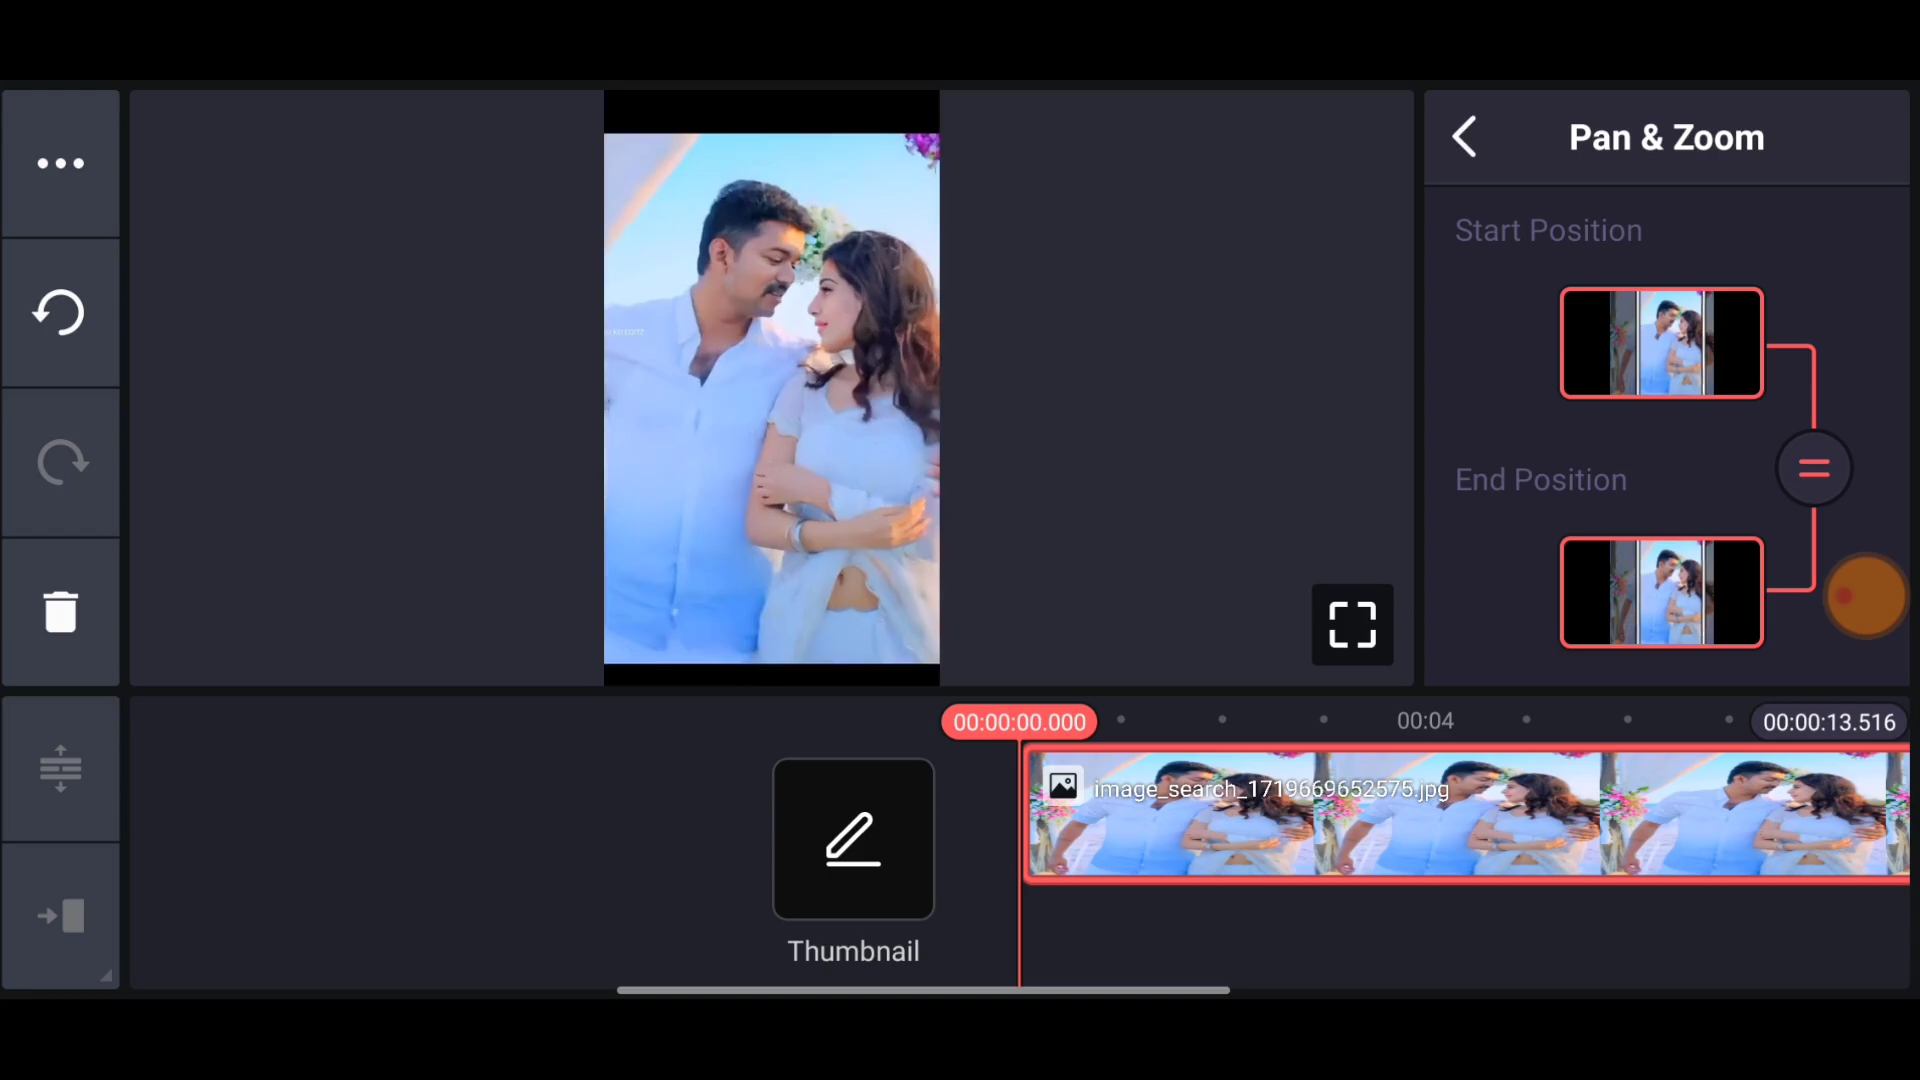 Pan & Zoom
Start Position
End Position
00:00:00.000
00:04
00:00:13.516
image_search_1719669652575.jpg
Thumbnail